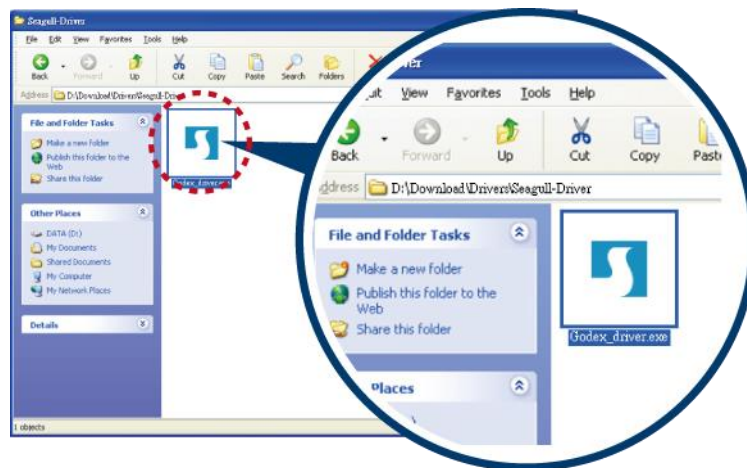 Seagull-Driver
File Edit View Favorites Tools Help
Back Forward Up Cut Copy Paste Search Folders
Address D:\Download\Drivers\Seagull-Driver
File and Folder Tasks
Make a new folder
Publish this folder to the
Web
Share this folder
Other Places
DATA (D:)
My Documents
Shared Documents
My Computer
My Network Places
Details
1 objects
Godex_driver.exe
View Favorites Tools Help
Back Forward Up Cut Copy
ddress D:\Download\Drivers\Seagull-Driver
File and Folder Tasks
Make a new folder
Publish this folder to the
Web
Share this folder
Places
Godex_driver.exe